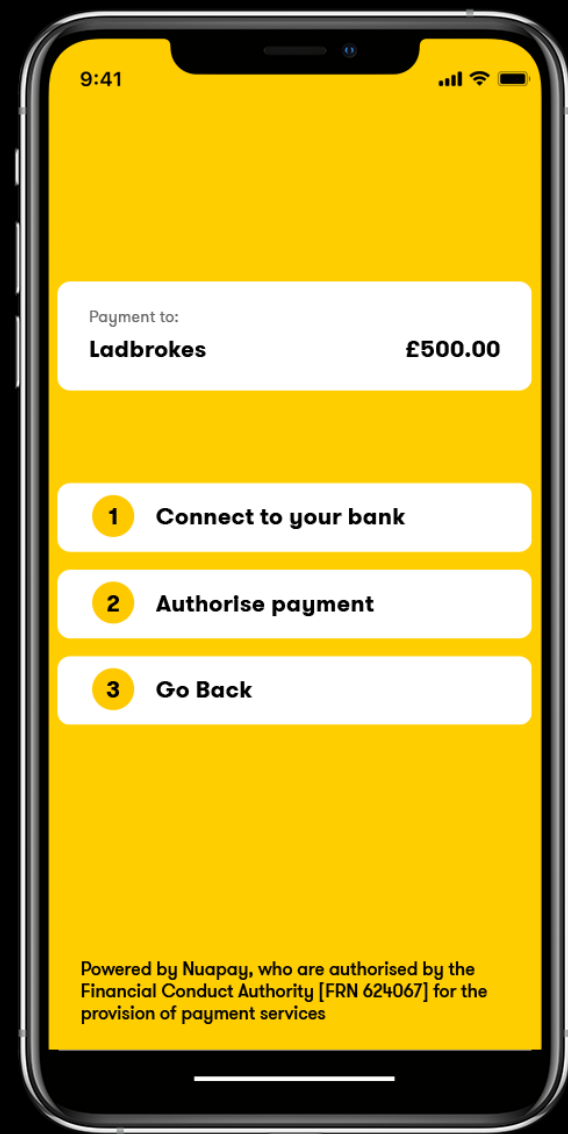 9:41
Payment to:
Ladbrokes £500.00
1 Connect to your bank
2 Authorise payment
3 Go Back
Powered by Nuapay, who are authorised by the
Financial Conduct Authority [FRN 624067] for the
provision of payment services